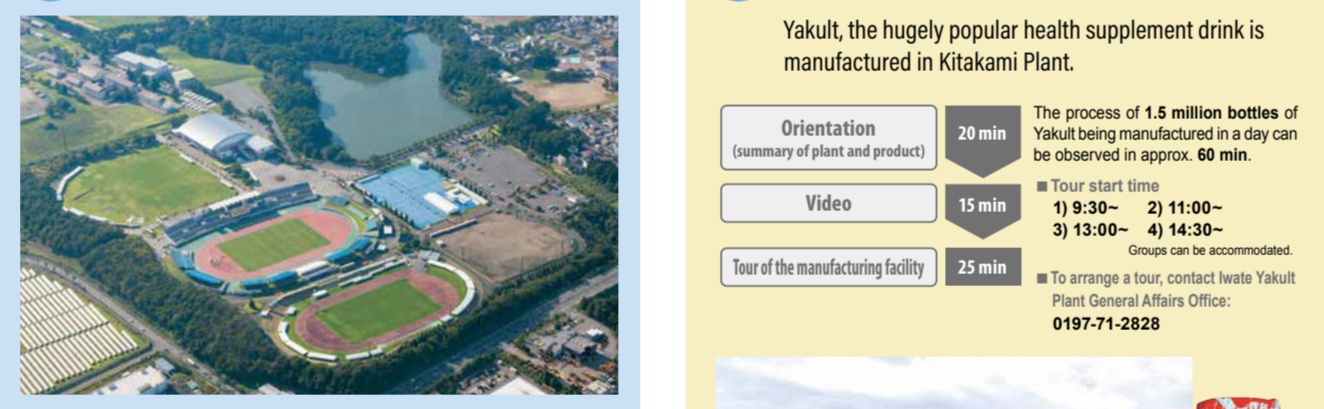 Yakult, the hugely popular health supplement drink is
manufactured in Kitakami Plant.
Orientation
(summary of plant and product)
20 min
Video
15 min
Tour of the manufacturing facility
25 min
The process of 1.5 million bottles of
Yakult being manufactured in a day can
be observed in approx. 60 min.
■ Tour start time
1) 9:30~ 2) 11:00~
3) 13:00~ 4) 14:30~
Groups can be accommodated.
■ To arrange a tour, contact Iwate Yakult
Plant General Affairs Office:
0197-71-2828